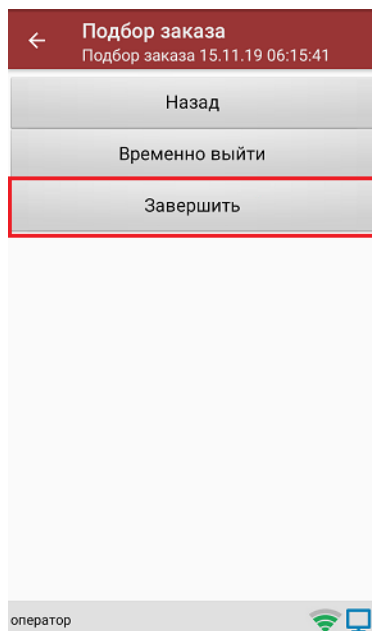 Подбор заказа
Подбор заказа 15.11.19 06:15:41
Назад
Временно выйти
Завершить
оператор